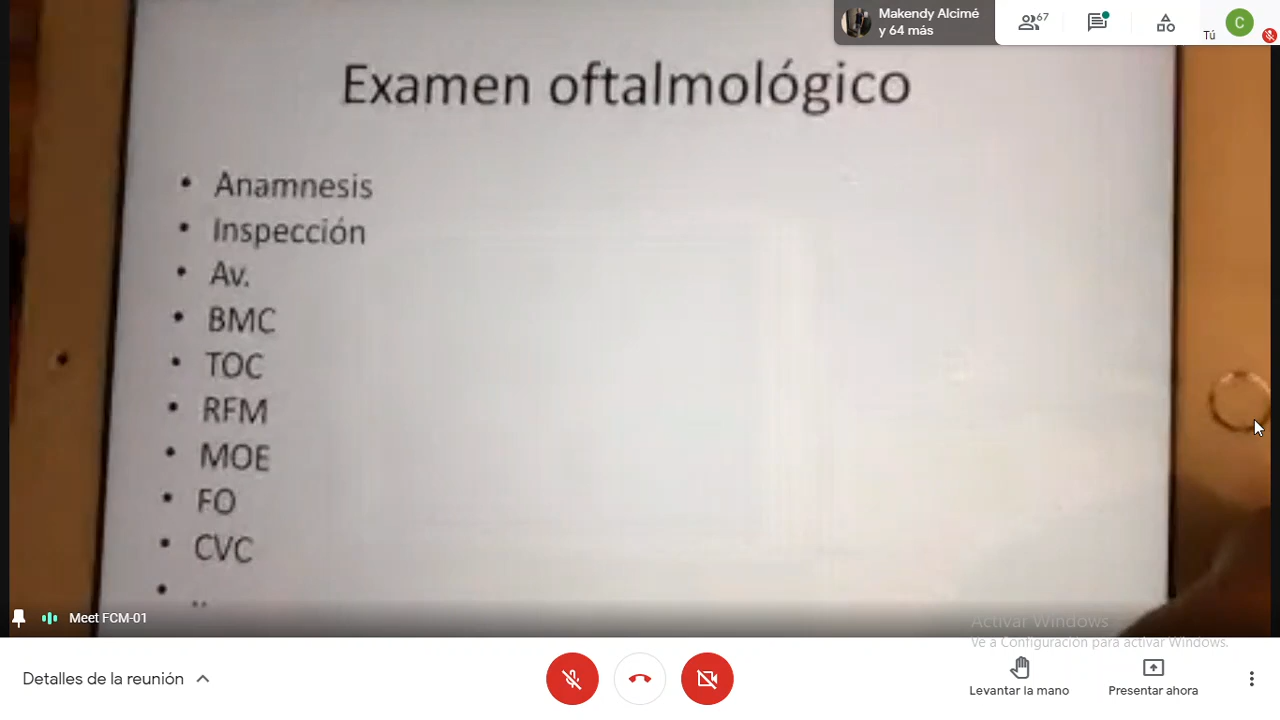 Makendy Alcimé
y 64 más
67
C
Tú
Examen oftalmológico
• Anamnesis
• Inspección
• Av.
• BMC
• TOC
• RFM
• MOE
• FO
• CVC
• ..
Meet FCM-01
Activar Windows
Ve a Configuración para activar Windows.
Detalles de la reunión
Levantar la mano
Presentar ahora